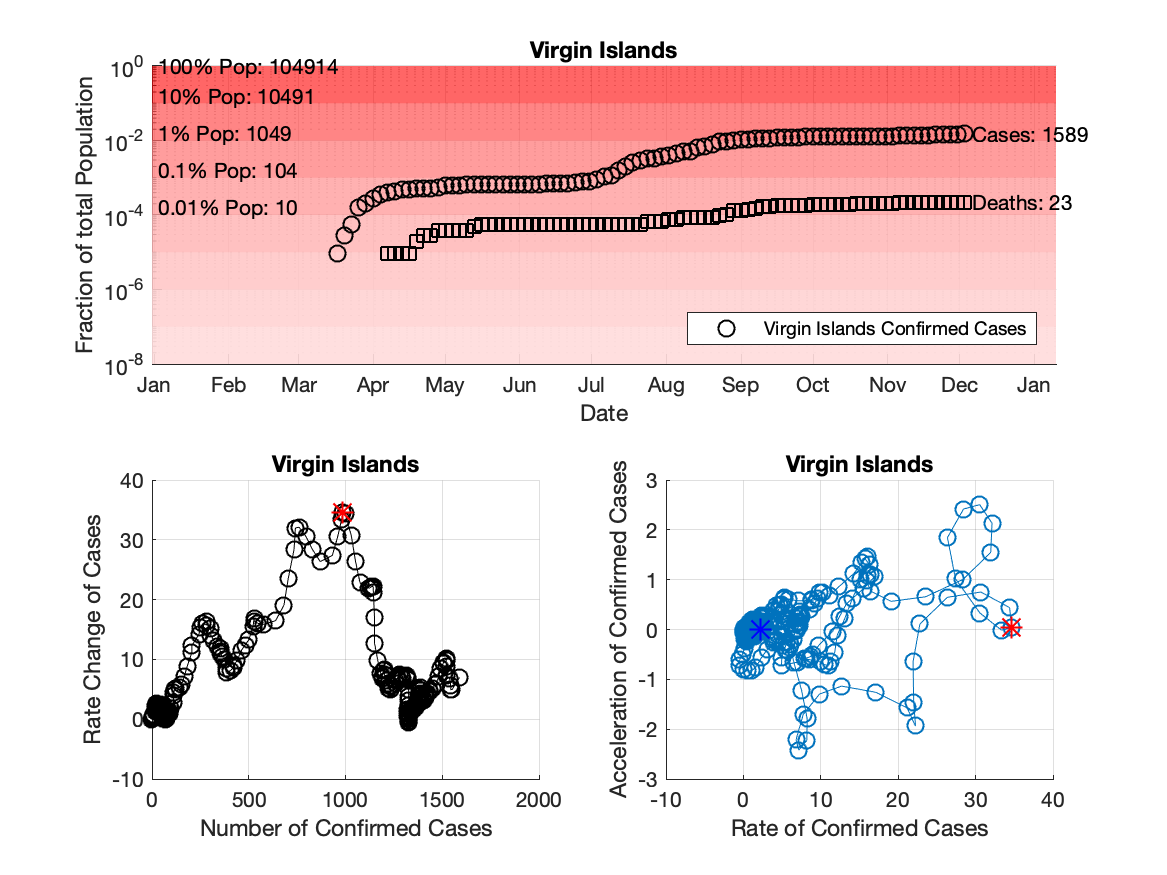 Virgin Islands
Fraction of total Population
10^0
10^-2
10^-4
10^-6
10^-8
100% Pop: 104914
10% Pop: 10491
1% Pop: 1049
0.1% Pop: 104
0.01% Pop: 10
Cases: 1589
Deaths: 23
Virgin Islands Confirmed Cases
Jan Feb Mar Apr May Jun Jul Aug Sep Oct Nov Dec Jan
Date
Virgin Islands
Rate Change of Cases
40
30
20
10
0
-10
0 500 1000 1500 2000
Number of Confirmed Cases
Virgin Islands
Acceleration of Confirmed Cases
3
2
1
0
-1
-2
-3
-10 0 10 20 30 40
Rate of Confirmed Cases